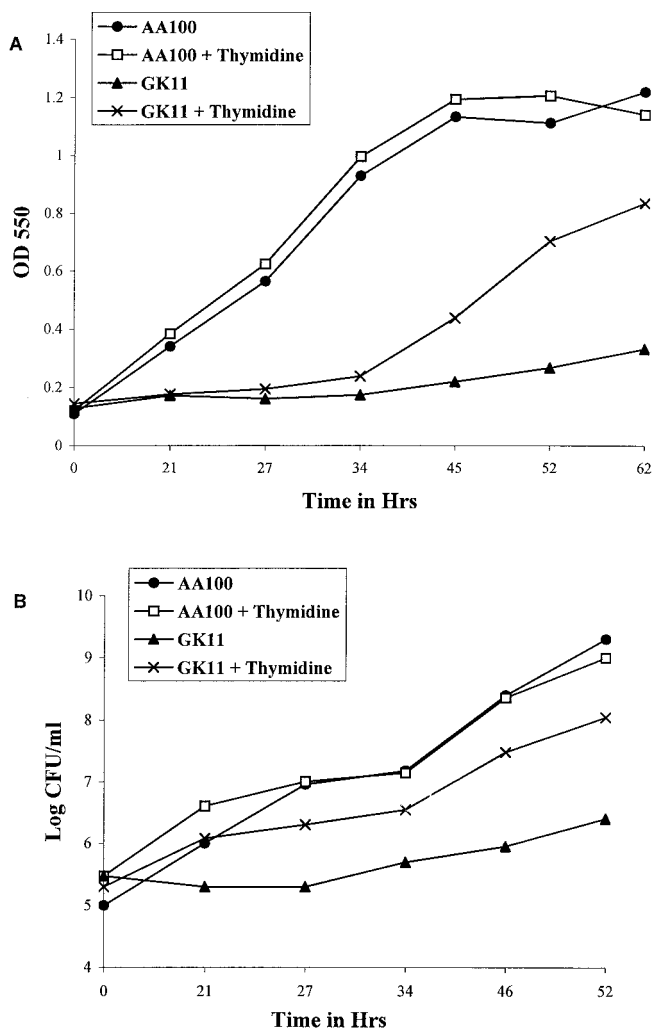 A
AA100
AA100 + Thymidine
GK11
GK11 + Thymidine
1.4
1.2
1
0.8
0.6
0.4
0.2
0
OD 550
0 21 27 34 45 52 62
Time in Hrs
B
AA100
AA100 + Thymidine
GK11
GK11 + Thymidine
10
9
8
7
6
5
4
Log CFU/ml
0 21 27 34 46 52
Time in Hrs